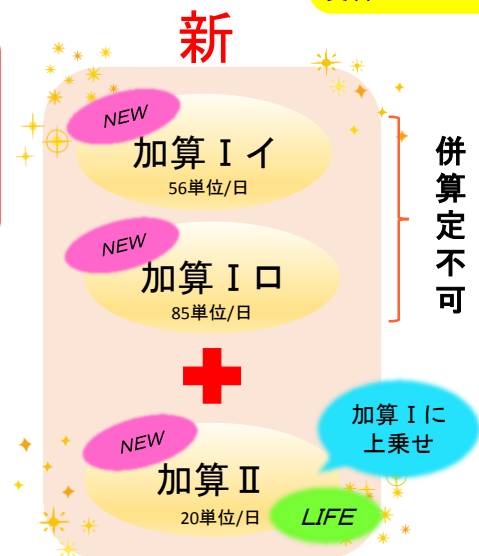 新
NEW
加算Ⅰイ
56単位/日
NEW
加算Ⅰロ
85単位/日
併算定不可
NEW
加算Ⅱ
20単位/日
LIFE
加算Ⅰに
上乗せ